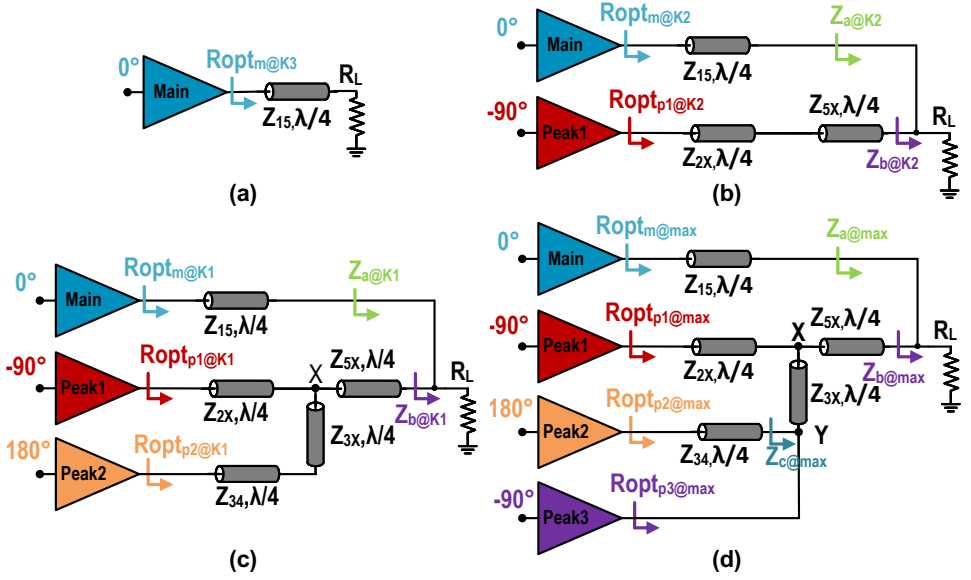 0°
Main
Roptm@K3
Z15,λ/4
RL
(a)
0°
Main
Roptm@K2
Z15,λ/4
Za@K2
-90°
Peak1
Roptp1@K2
Z2X,λ/4
Z5X,λ/4
Zb@K2
RL
(b)
0°
Main
Roptm@K1
Z15,λ/4
Za@K1
-90°
Peak1
Roptp1@K1
Z2X,λ/4
X
Z5X,λ/4
Zb@K1
RL
Z3X,λ/4
180°
Peak2
Roptp2@K1
Z34,λ/4
(c)
0°
Main
Roptm@max
Z15,λ/4
Za@max
-90°
Peak1
Roptp1@max
Z2X,λ/4
X
Z5X,λ/4
Zb@max
RL
Z3X,λ/4
180°
Peak2
Roptp2@max
Z34,λ/4
Zc@max
Y
-90°
Peak3
Roptp3@max
(d)